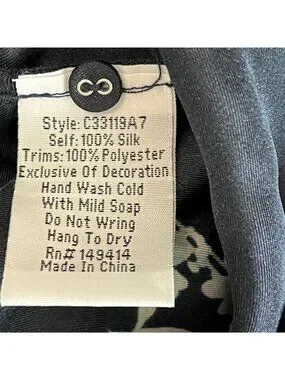 Style: C33119A7
Self: 100% Silk
Trims: 100% Polyester
Exclusive Of Decoration
Hand Wash Cold
With Mild Soap
Do Not Wring
Hang To Dry
Rn# 149414
Made In China